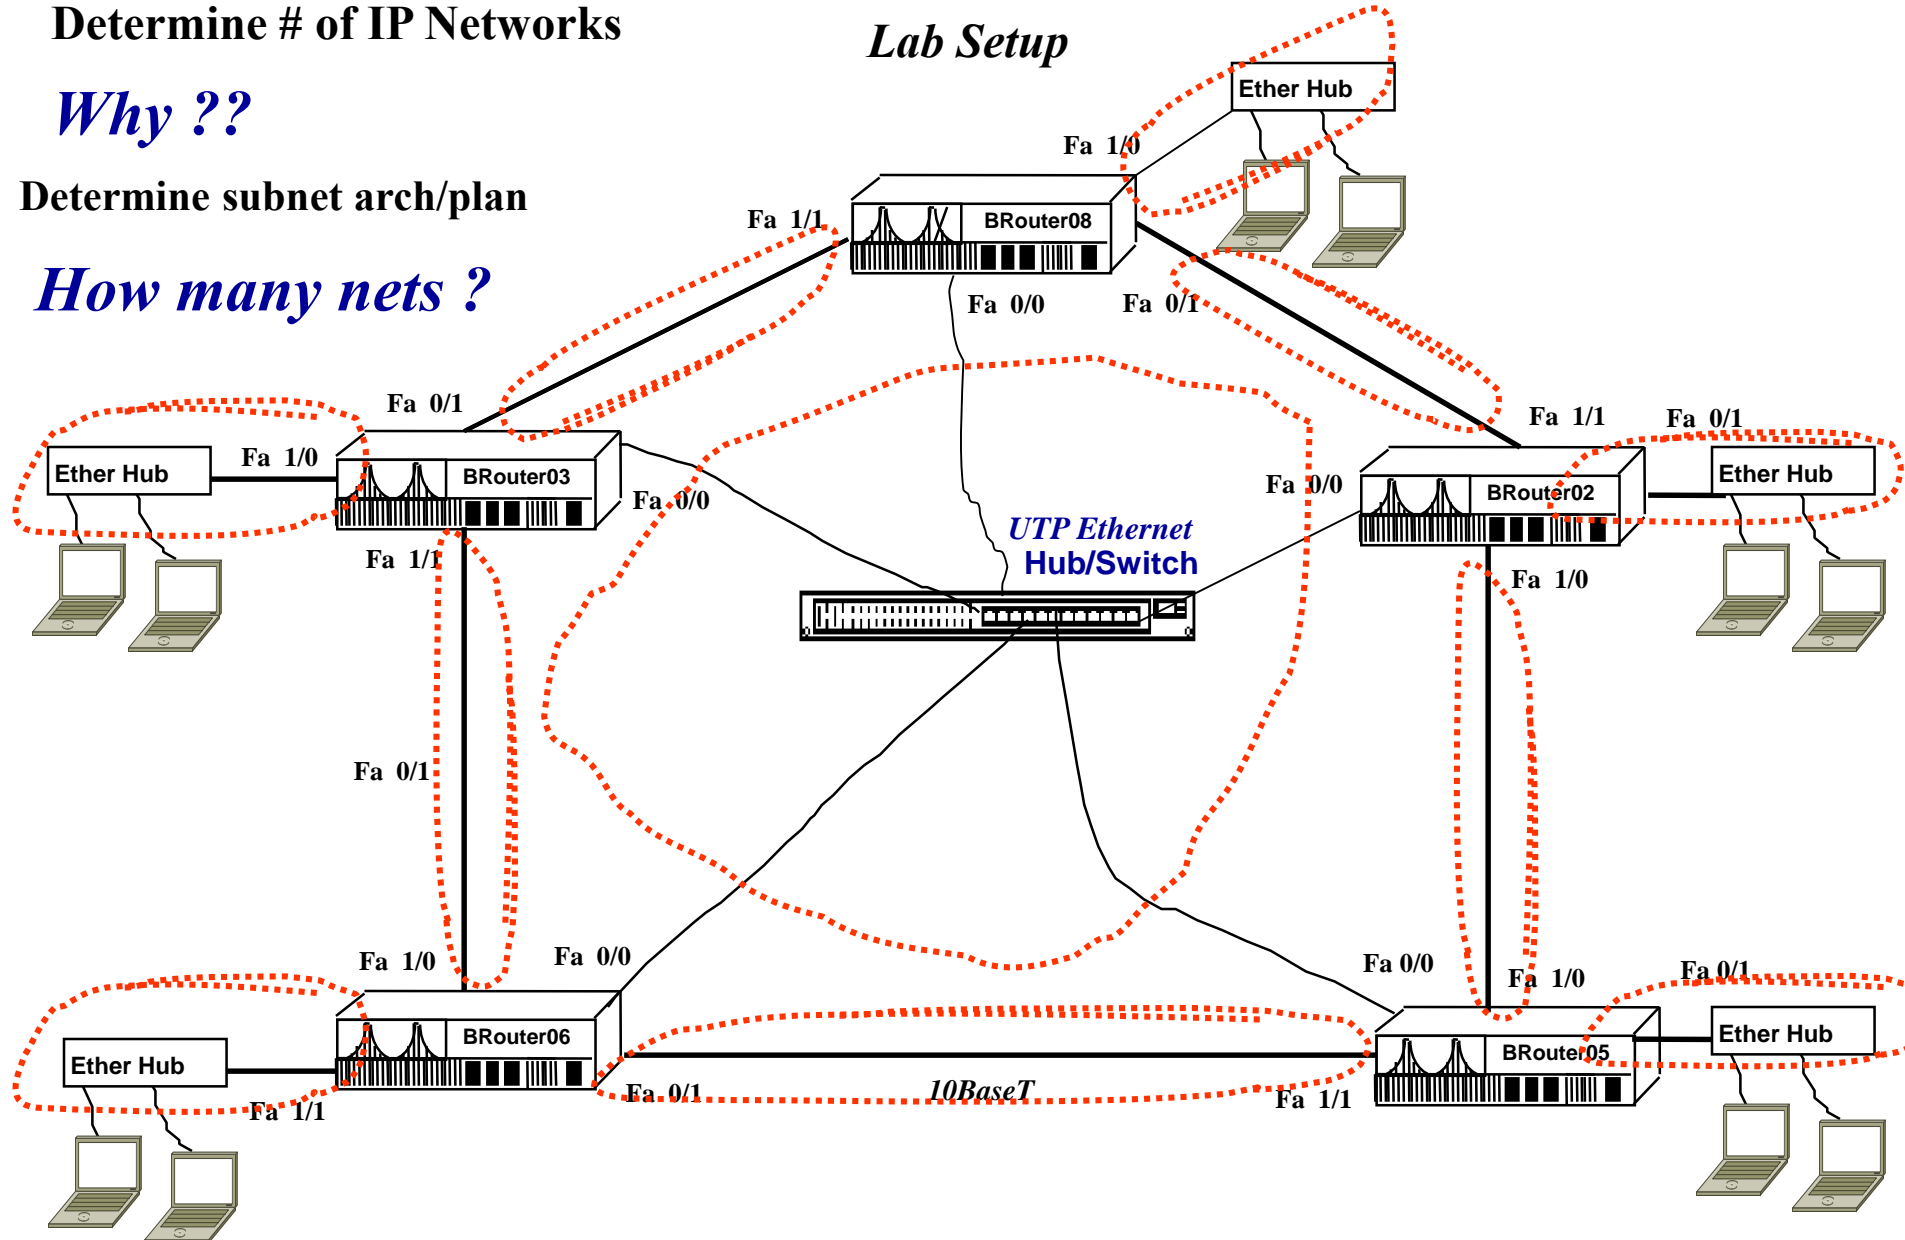 Determine # of IP Networks
Lab Setup
Why ??
Determine subnet arch/plan
How many nets ?
Ether Hub
Fa 1/0
Fa 1/1
BRouter08
Fa 0/0
Fa 0/1
Fa 0/1
Ether Hub
Fa 1/0
BRouter03
Fa 0/0
Fa 1/1
UTP Ethernet
Hub/Switch
Fa 1/1
Fa 0/1
Fa 0/0
BRouter02
Ether Hub
Fa 1/0
Fa 0/1
Fa 1/0
Fa 0/0
BRouter06
Ether Hub
Fa 1/1
Fa 0/1
10BaseT
Fa 0/0
Fa 1/0
Fa 0/1
BRouter05
Ether Hub
Fa 1/1